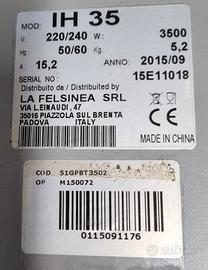 MOD. IH 35
V 220/240 W 3500
Hz 50/60 Kg 5,2
A 15,2 ANNO 2015/09
SERIAL NO: 15E11018
Distribuito da / Distributed by
LA FELSINEA SRL
VIA L.EINAUDI, 47
35016 PIAZZOLA SUL BRENTA
PADOVA ITALY
MADE IN CHINA
COD 51GPBT3502
OP M150072
0115091176
subito